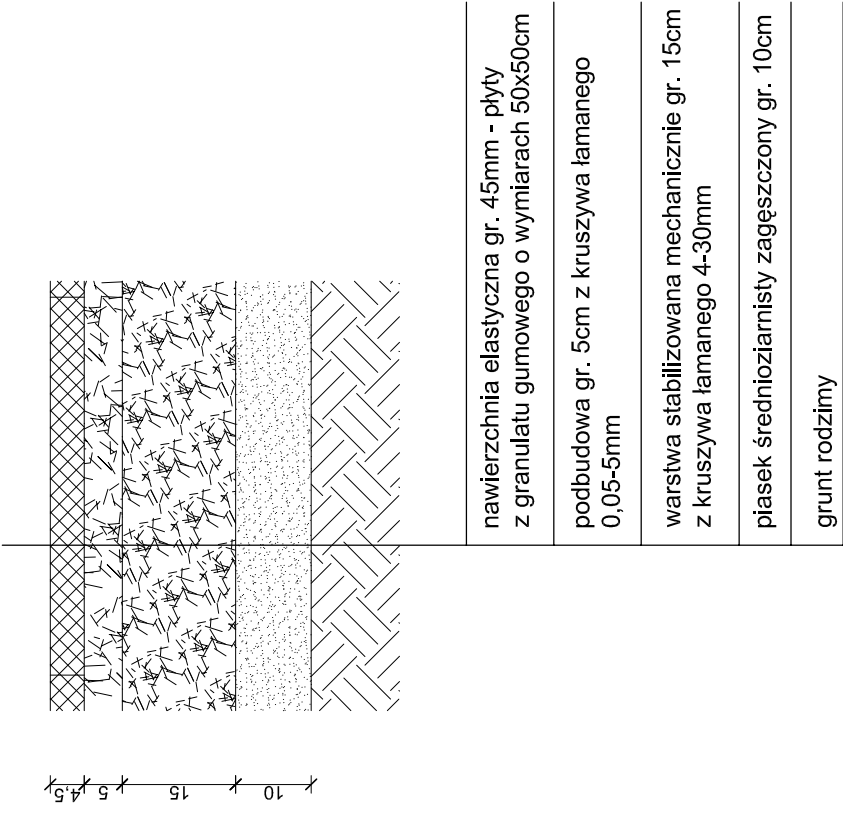 nawierzchnia elastyczna gr. 45mm - płyty
z granulatu gumowego o wymiarach 50x50cm
podbudowa gr. 5cm z kruszywa łamanego
0,05-5mm
warstwa stabilizowana mechanicznie gr. 15cm
z kruszywa łamanego 4-30mm
piasek średnioziarnisty zagęszczony gr. 10cm
grunt rodzimy
4,5
5
15
10